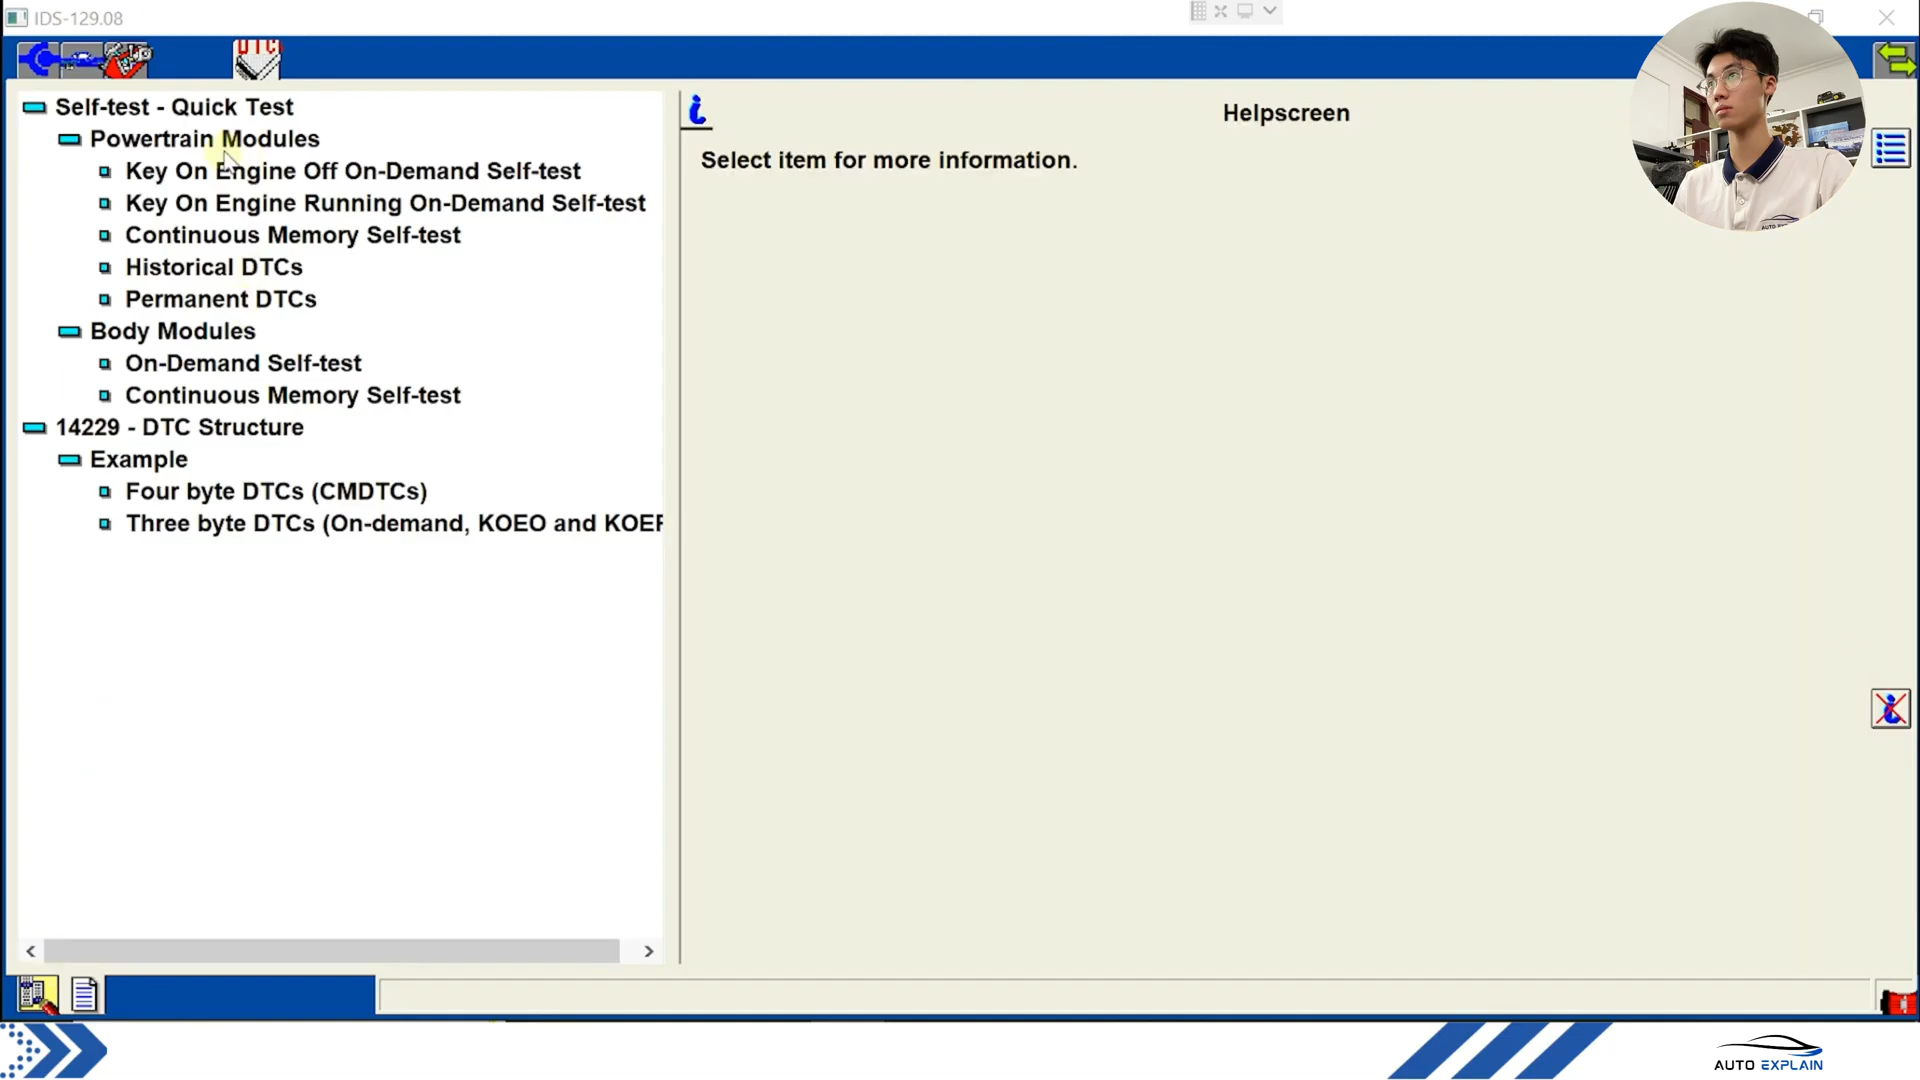 IDS-129.08
DTC
Self-test - Quick Test
Powertrain Modules
Key On Engine Off On-Demand Self-test
Key On Engine Running On-Demand Self-test
Continuous Memory Self-test
Historical DTCs
Permanent DTCs
Body Modules
On-Demand Self-test
Continuous Memory Self-test
14229 - DTC Structure
Example
Four byte DTCs (CMDTCs)
Three byte DTCs (On-demand, KOEO and KOER
Helpscreen
Select item for more information.
AUTO EXPLAIN
AUTO EXPLAIN